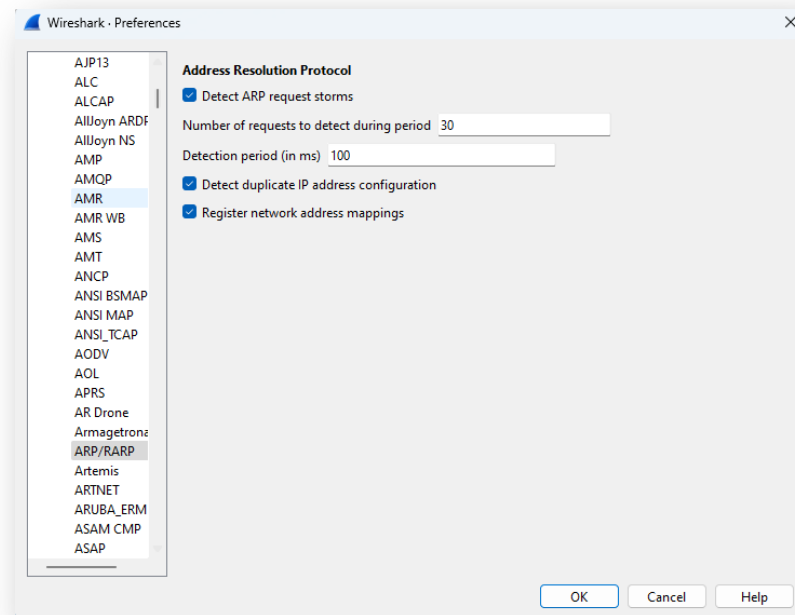 Wireshark · Preferences
AJP13
ALC
ALCAP
AllJoyn ARDP
AllJoyn NS
AMP
AMQP
AMR
AMR WB
AMS
AMT
ANCP
ANSI BSMAP
ANSI MAP
ANSI_TCAP
AODV
AOL
APRS
AR Drone
Armagetrona
ARP/RARP
Artemis
ARTNET
ARUBA_ERM
ASAM CMP
ASAP
Address Resolution Protocol
Detect ARP request storms
Number of requests to detect during period 30
Detection period (in ms) 100
Detect duplicate IP address configuration
Register network address mappings
OK Cancel Help